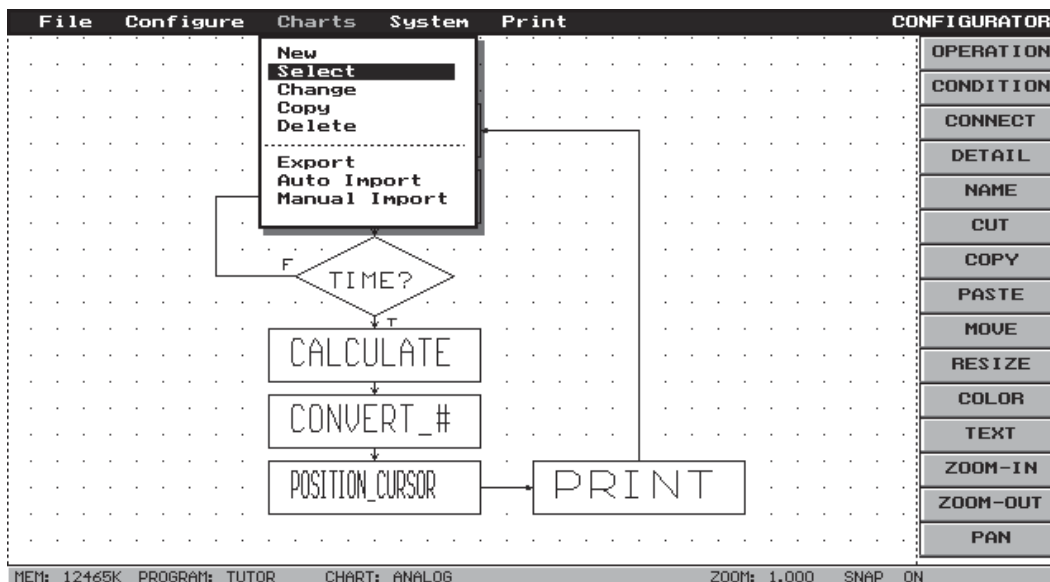 File Configure Charts System Print CONFIGURATOR
New
Select
Change
Copy
Delete
Export
Auto Import
Manual Import
F
TIME?
T
CALCULATE
CONVERT_#
POSITION_CURSOR
PRINT
OPERATION
CONDITION
CONNECT
DETAIL
NAME
CUT
COPY
PASTE
MOVE
RESIZE
COLOR
TEXT
ZOOM-IN
ZOOM-OUT
PAN
MEM: 12465K PROGRAM: TUTOR CHART: ANALOG ZOOM: 1.000 SNAP ON